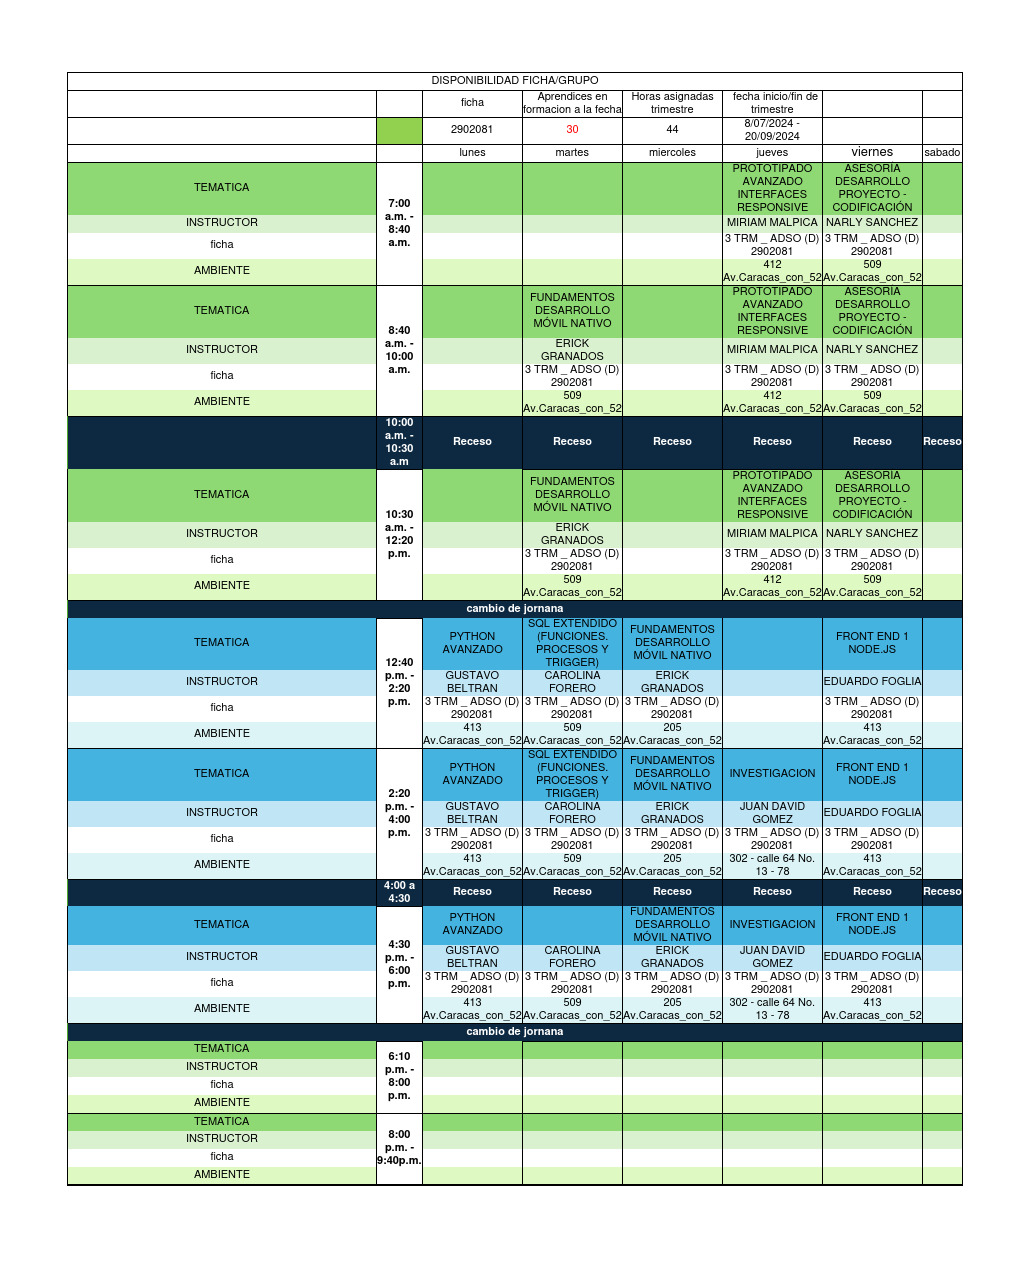 DISPONIBILIDAD FICHA/GRUPO
ficha
Aprendices en
formacion a la fecha
Horas asignadas
trimestre
fecha inicio/fin de
trimestre
2902081
30
44
8/07/2024 -
20/09/2024
lunes
martes
miercoles
jueves
viernes
sabado
TEMATICA
7:00
a.m. -
8:40
a.m.
PROTOTIPADO
AVANZADO
INTERFACES
RESPONSIVE
ASESORÍA
DESARROLLO
PROYECTO -
CODIFICACIÓN
INSTRUCTOR
MIRIAM MALPICA
NARLY SANCHEZ
ficha
3 TRM _ ADSO (D)
2902081
3 TRM _ ADSO (D)
2902081
AMBIENTE
412
Av.Caracas_con_52
509
Av.Caracas_con_52
TEMATICA
8:40
a.m. -
10:00
a.m.
FUNDAMENTOS
DESARROLLO
MÓVIL NATIVO
PROTOTIPADO
AVANZADO
INTERFACES
RESPONSIVE
ASESORÍA
DESARROLLO
PROYECTO -
CODIFICACIÓN
INSTRUCTOR
ERICK
GRANADOS
MIRIAM MALPICA
NARLY SANCHEZ
ficha
3 TRM _ ADSO (D)
2902081
3 TRM _ ADSO (D)
2902081
3 TRM _ ADSO (D)
2902081
AMBIENTE
509
Av.Caracas_con_52
412
Av.Caracas_con_52
509
Av.Caracas_con_52
10:00
a.m. -
10:30
a.m
Receso
Receso
Receso
Receso
Receso
Receso
TEMATICA
10:30
a.m. -
12:20
p.m.
FUNDAMENTOS
DESARROLLO
MÓVIL NATIVO
PROTOTIPADO
AVANZADO
INTERFACES
RESPONSIVE
ASESORÍA
DESARROLLO
PROYECTO -
CODIFICACIÓN
INSTRUCTOR
ERICK
GRANADOS
MIRIAM MALPICA
NARLY SANCHEZ
ficha
3 TRM _ ADSO (D)
2902081
3 TRM _ ADSO (D)
2902081
3 TRM _ ADSO (D)
2902081
AMBIENTE
509
Av.Caracas_con_52
412
Av.Caracas_con_52
509
Av.Caracas_con_52
cambio de jornana
TEMATICA
12:40
p.m. -
2:20
p.m.
PYTHON
AVANZADO
SQL EXTENDIDO
(FUNCIONES.
PROCESOS Y
TRIGGER)
FUNDAMENTOS
DESARROLLO
MÓVIL NATIVO
FRONT END 1
NODE.JS
INSTRUCTOR
GUSTAVO
BELTRAN
CAROLINA
FORERO
ERICK
GRANADOS
EDUARDO FOGLIA
ficha
3 TRM _ ADSO (D)
2902081
3 TRM _ ADSO (D)
2902081
3 TRM _ ADSO (D)
2902081
3 TRM _ ADSO (D)
2902081
AMBIENTE
413
Av.Caracas_con_52
509
Av.Caracas_con_52
205
Av.Caracas_con_52
413
Av.Caracas_con_52
TEMATICA
2:20
p.m. -
4:00
p.m.
PYTHON
AVANZADO
SQL EXTENDIDO
(FUNCIONES.
PROCESOS Y
TRIGGER)
FUNDAMENTOS
DESARROLLO
MÓVIL NATIVO
INVESTIGACION
FRONT END 1
NODE.JS
INSTRUCTOR
GUSTAVO
BELTRAN
CAROLINA
FORERO
ERICK
GRANADOS
JUAN DAVID
GOMEZ
EDUARDO FOGLIA
ficha
3 TRM _ ADSO (D)
2902081
3 TRM _ ADSO (D)
2902081
3 TRM _ ADSO (D)
2902081
3 TRM _ ADSO (D)
2902081
3 TRM _ ADSO (D)
2902081
AMBIENTE
413
Av.Caracas_con_52
509
Av.Caracas_con_52
205
Av.Caracas_con_52
302 - calle 64 No.
13 - 78
413
Av.Caracas_con_52
4:00 a
4:30
Receso
Receso
Receso
Receso
Receso
Receso
TEMATICA
4:30
p.m. -
6:00
p.m.
PYTHON
AVANZADO
FUNDAMENTOS
DESARROLLO
MÓVIL NATIVO
INVESTIGACION
FRONT END 1
NODE.JS
INSTRUCTOR
GUSTAVO
BELTRAN
CAROLINA
FORERO
ERICK
GRANADOS
JUAN DAVID
GOMEZ
EDUARDO FOGLIA
ficha
3 TRM _ ADSO (D)
2902081
3 TRM _ ADSO (D)
2902081
3 TRM _ ADSO (D)
2902081
3 TRM _ ADSO (D)
2902081
3 TRM _ ADSO (D)
2902081
AMBIENTE
413
Av.Caracas_con_52
509
Av.Caracas_con_52
205
Av.Caracas_con_52
302 - calle 64 No.
13 - 78
413
Av.Caracas_con_52
cambio de jornana
TEMATICA
6:10
p.m. -
8:00
p.m.
INSTRUCTOR
ficha
AMBIENTE
TEMATICA
8:00
p.m. -
9:40p.m.
INSTRUCTOR
ficha
AMBIENTE